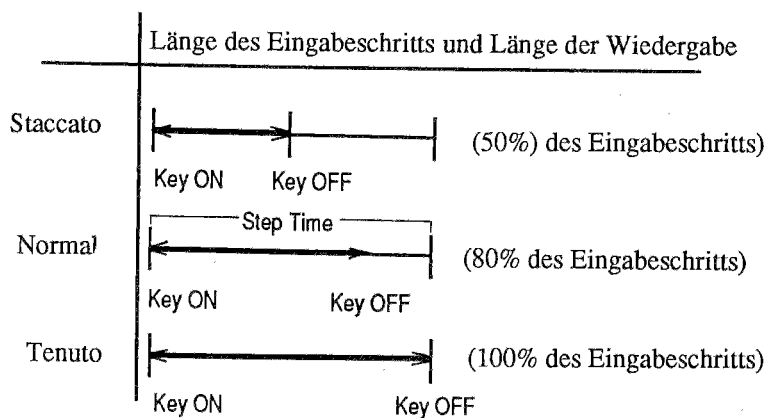 Länge des Eingabeschritts und Länge der Wiedergabe
Staccato
(50%) des Eingabeschritts)
Key ON
Key OFF
Step Time
Normal
(80% des Eingabeschritts)
Key ON
Key OFF
Tenuto
(100% des Eingabeschritts)
Key ON
Key OFF